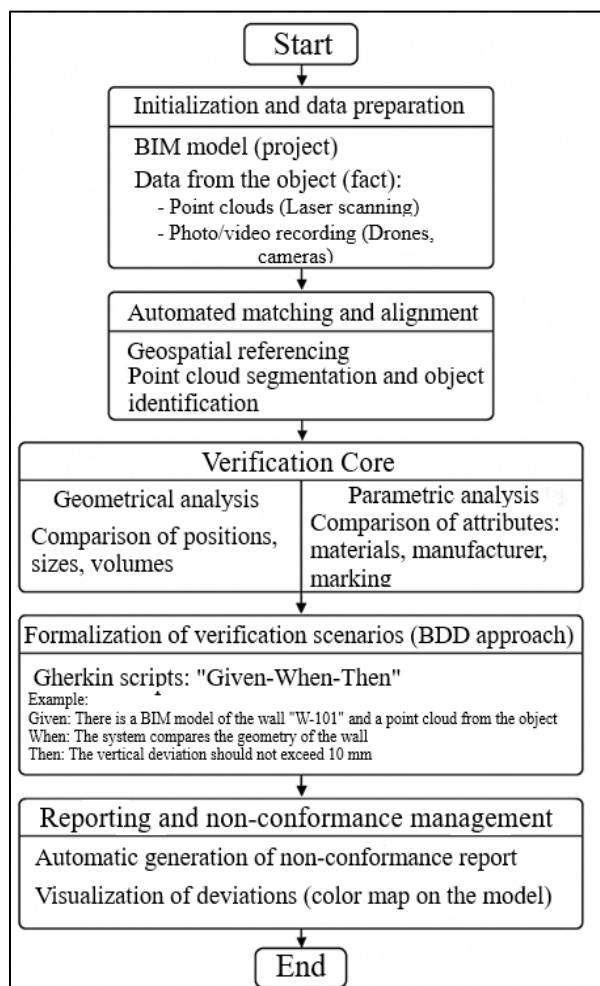 Start
Initialization and data preparation
BIM model (project)
Data from the object (fact):
- Point clouds (Laser scanning)
- Photo/video recording (Drones,
cameras)
Automated matching and alignment
Geospatial referencing
Point cloud segmentation and object
identification
Verification Core
Geometrical analysis
Comparison of positions,
sizes, volumes
Parametric analysis
Comparison of attributes:
materials, manufacturer,
marking
Formalization of verification scenarios (BDD approach)
Gherkin scripts: "Given-When-Then"
Example:
Given: There is a BIM model of the wall "W-101" and a point cloud from the object
When: The system compares the geometry of the wall
Then: The vertical deviation should not exceed 10 mm
Reporting and non-conformance management
Automatic generation of non-conformance report
Visualization of deviations (color map on the model)
End